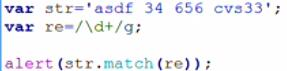 var str='asdf 34 656 cvs33';
var re=/\d+/g;
alert(str.match(re));